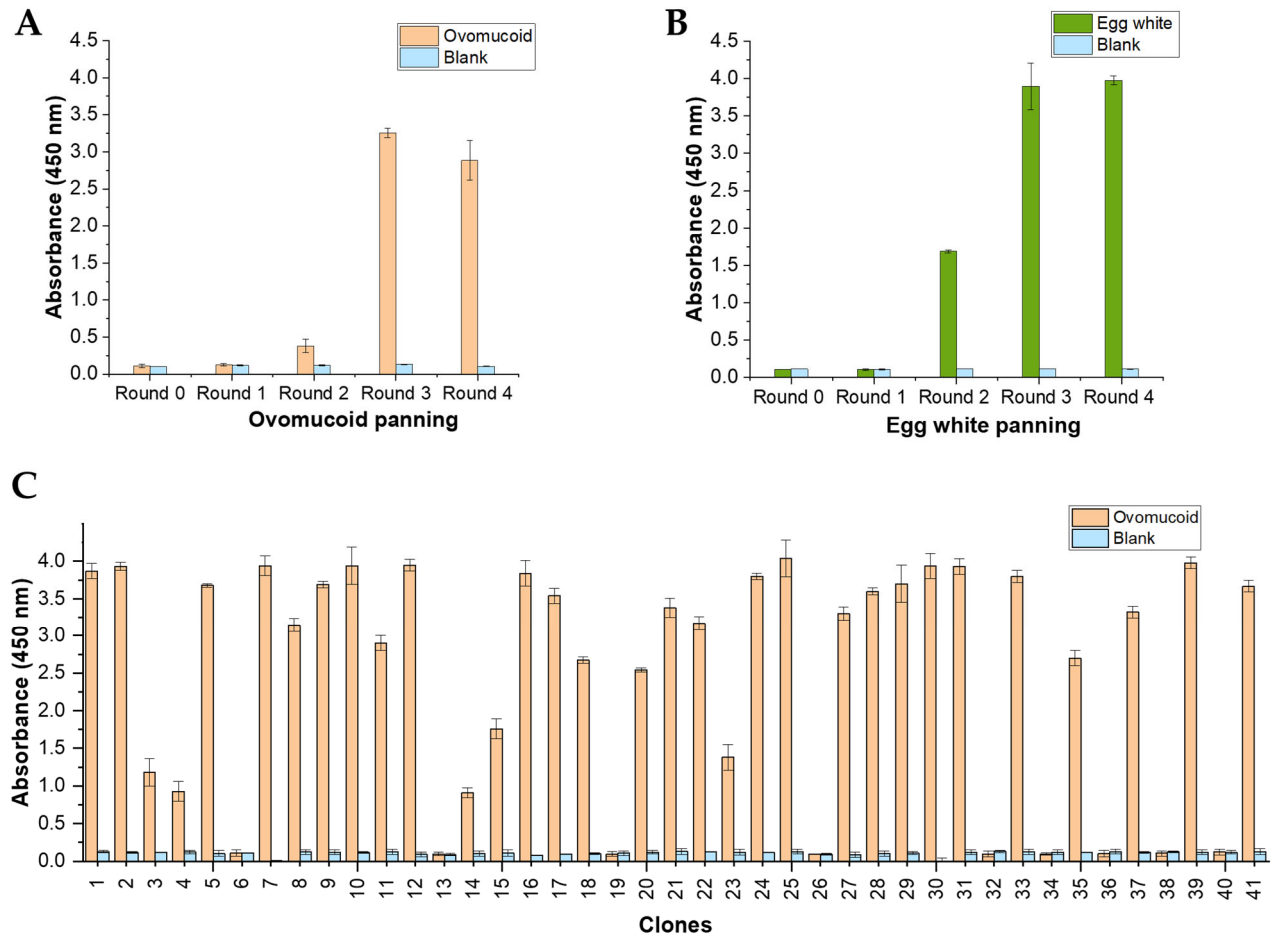 A
Ovomucoid
Blank
Absorbance (450 nm)
4.5
4.0
3.5
3.0
2.5
2.0
1.5
1.0
0.5
0.0
Round 0 Round 1 Round 2 Round 3 Round 4
Ovomucoid panning
B
Egg white
Blank
Absorbance (450 nm)
4.5
4.0
3.5
3.0
2.5
2.0
1.5
1.0
0.5
0.0
Round 0 Round 1 Round 2 Round 3 Round 4
Egg white panning
C
Ovomucoid
Blank
Absorbance (450 nm)
4.0
3.5
3.0
2.5
2.0
1.5
1.0
0.5
0.0
1 2 3 4 5 6 7 8 9 10 11 12 13 14 15 16 17 18 19 20 21 22 23 24 25 26 27 28 29 30 31 32 33 34 35 36 37 38 39 40 41
Clones